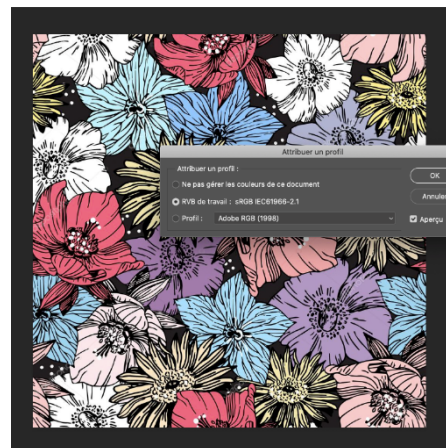 Attribuer un profil
Attribuer un profil :
OK
Ne pas gérer les couleurs de ce document
Annuler
RVB de travail : sRGB IEC61966-2.1
Profil : Adobe RGB (1998)
Aperçu